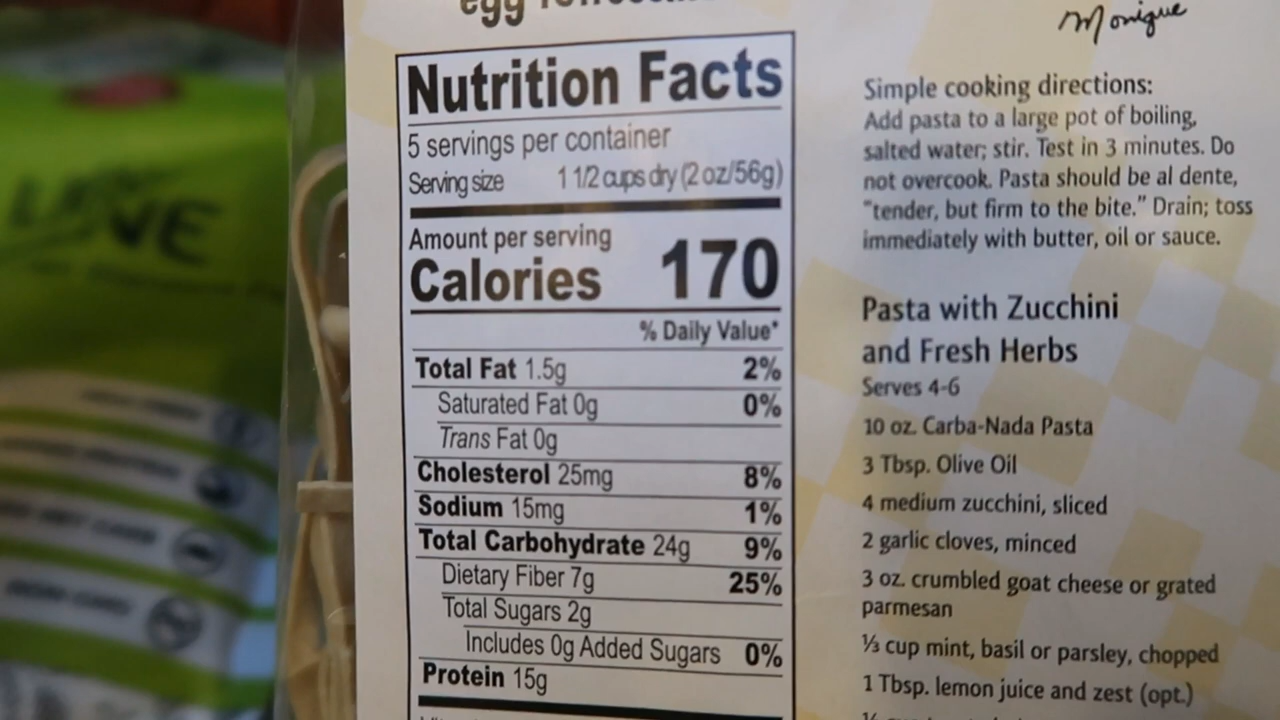 egg
Nutrition Facts
5 servings per container
Serving size 1 1/2 cups dry (2 oz/56g)
Amount per serving
Calories 170
% Daily Value*
Total Fat 1.5g 2%
Saturated Fat 0g 0%
Trans Fat 0g
Cholesterol 25mg 8%
Sodium 15mg 1%
Total Carbohydrate 24g 9%
Dietary Fiber 7g 25%
Total Sugars 2g
Includes 0g Added Sugars 0%
Protein 15g
Monique
Simple cooking directions:
Add pasta to a large pot of boiling,
salted water; stir. Test in 3 minutes. Do
not overcook. Pasta should be al dente,
"tender, but firm to the bite." Drain; toss
immediately with butter, oil or sauce.
Pasta with Zucchini
and Fresh Herbs
Serves 4-6
10 oz. Carba-Nada Pasta
3 Tbsp. Olive Oil
4 medium zucchini, sliced
2 garlic cloves, minced
3 oz. crumbled goat cheese or grated
parmesan
⅓ cup mint, basil or parsley, chopped
1 Tbsp. lemon juice and zest (opt.)